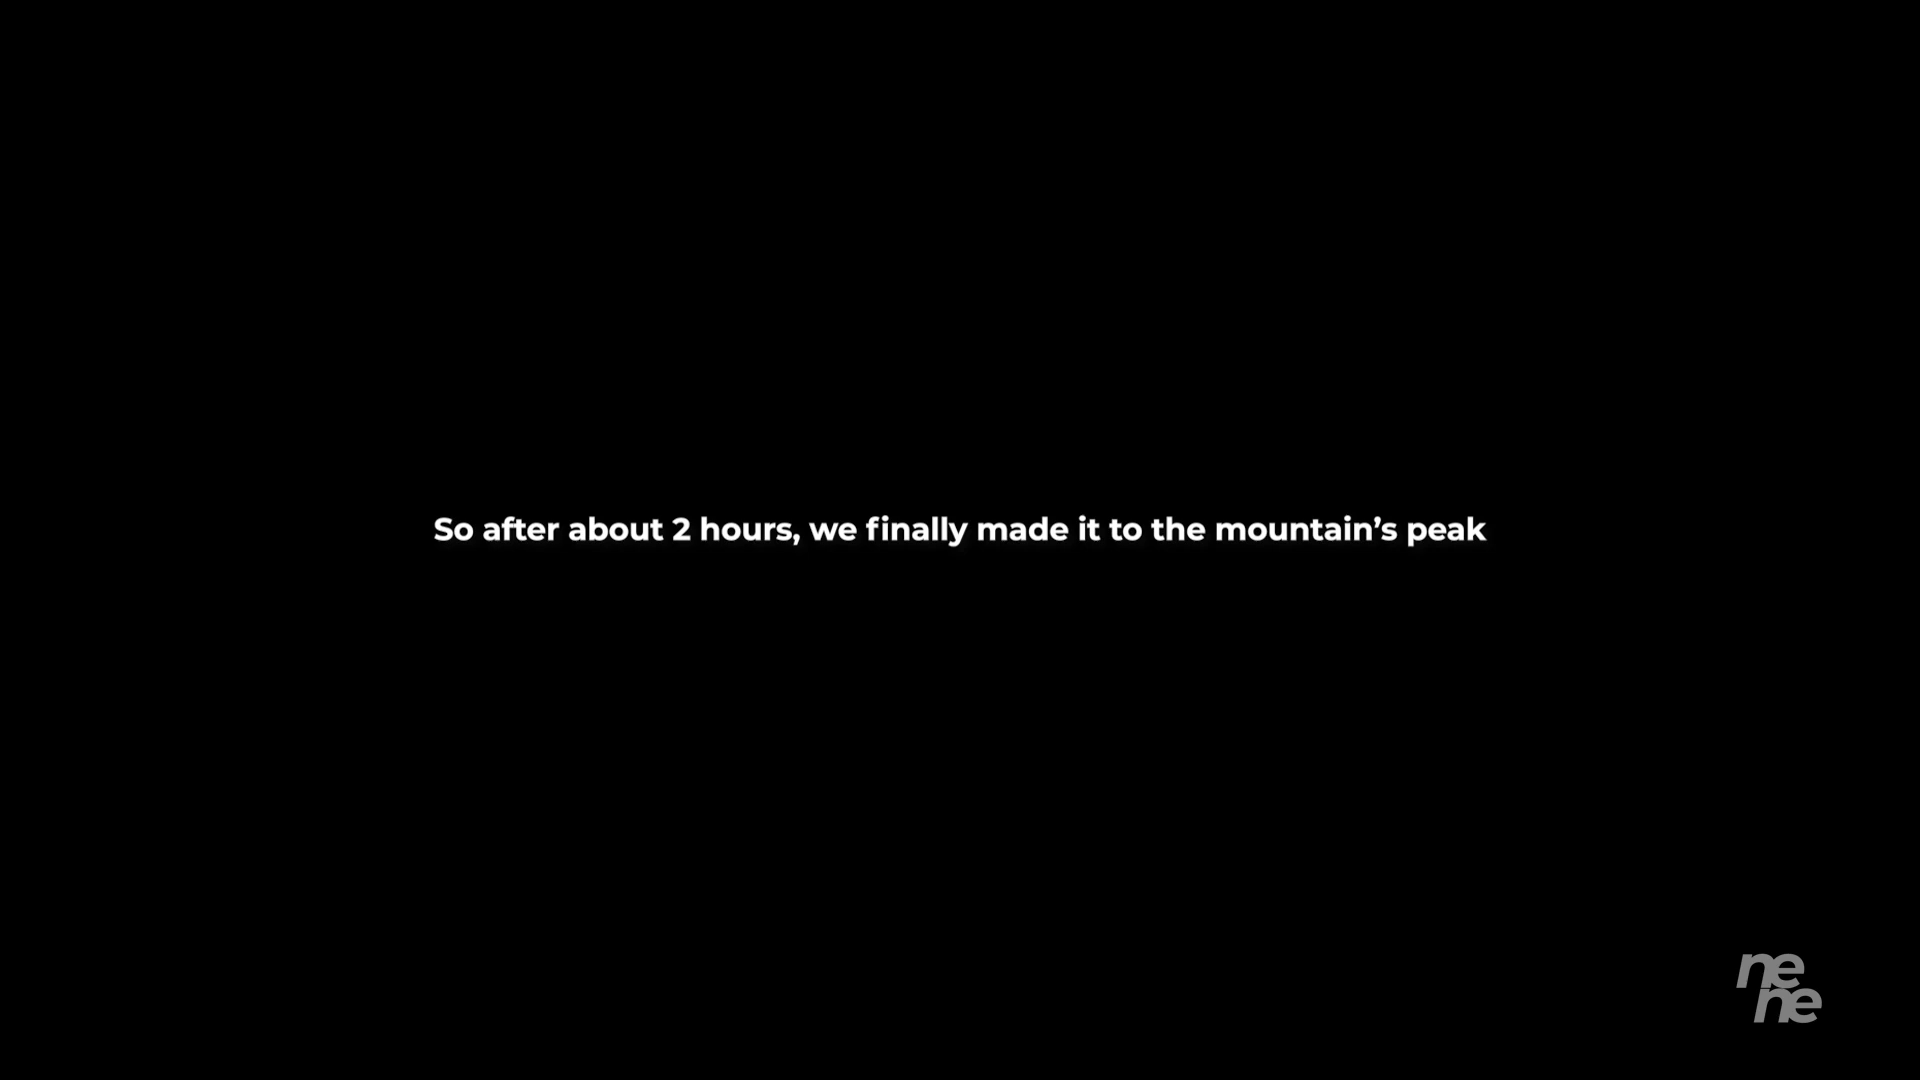 So after about 2 hours, we finally made it to the mountain’s peak
ne
ne